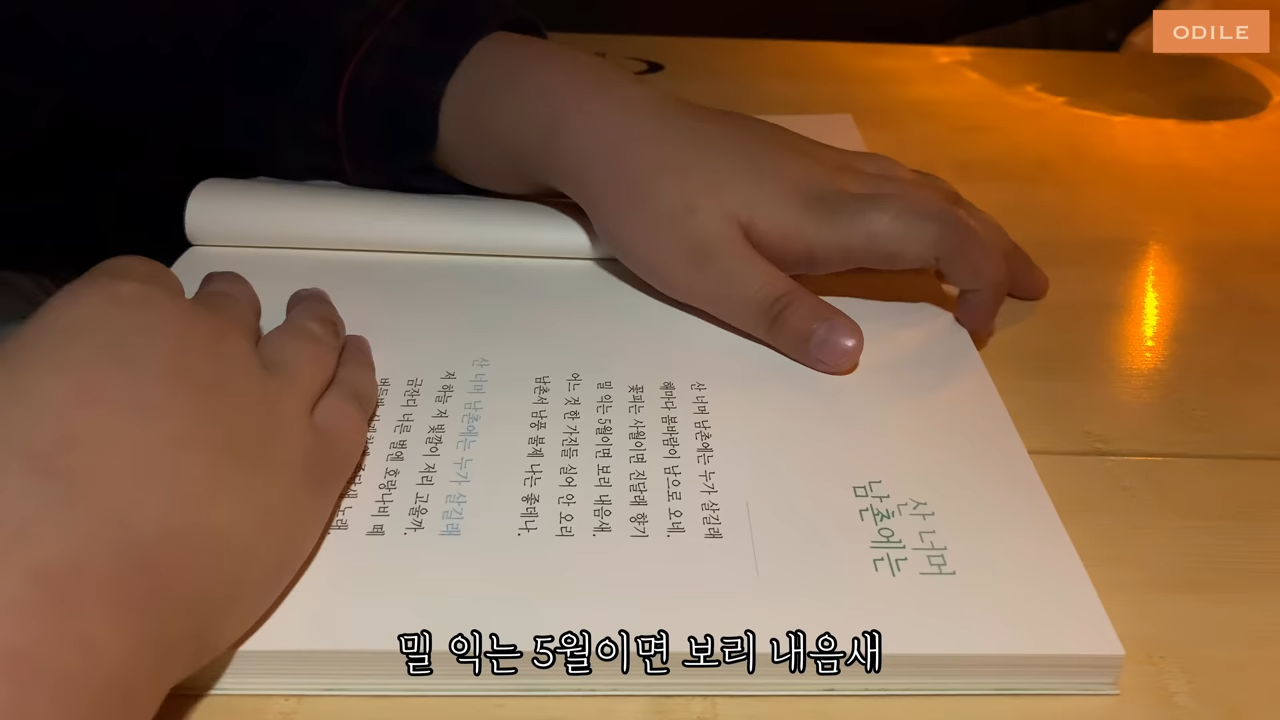 ODILE
산 너머
남촌에는
산 너머 남촌에는 누가 살길래
해마다 봄바람이 남으로 오네.
꽃피는 사월이면 진달래 향기
밀 익는 5월이면 보리 내음새.
어느 것 한 가진들 실어 안 오리
남촌서 남풍 불제 나는 좋데나.
산 너머 남촌에는 누가 살길래
저 하늘 저 빛깔이 저리 고울까.
금잔디 너른 벌엔 호랑나비 떼
노래.
밀 익는 5월이면 보리 내음새